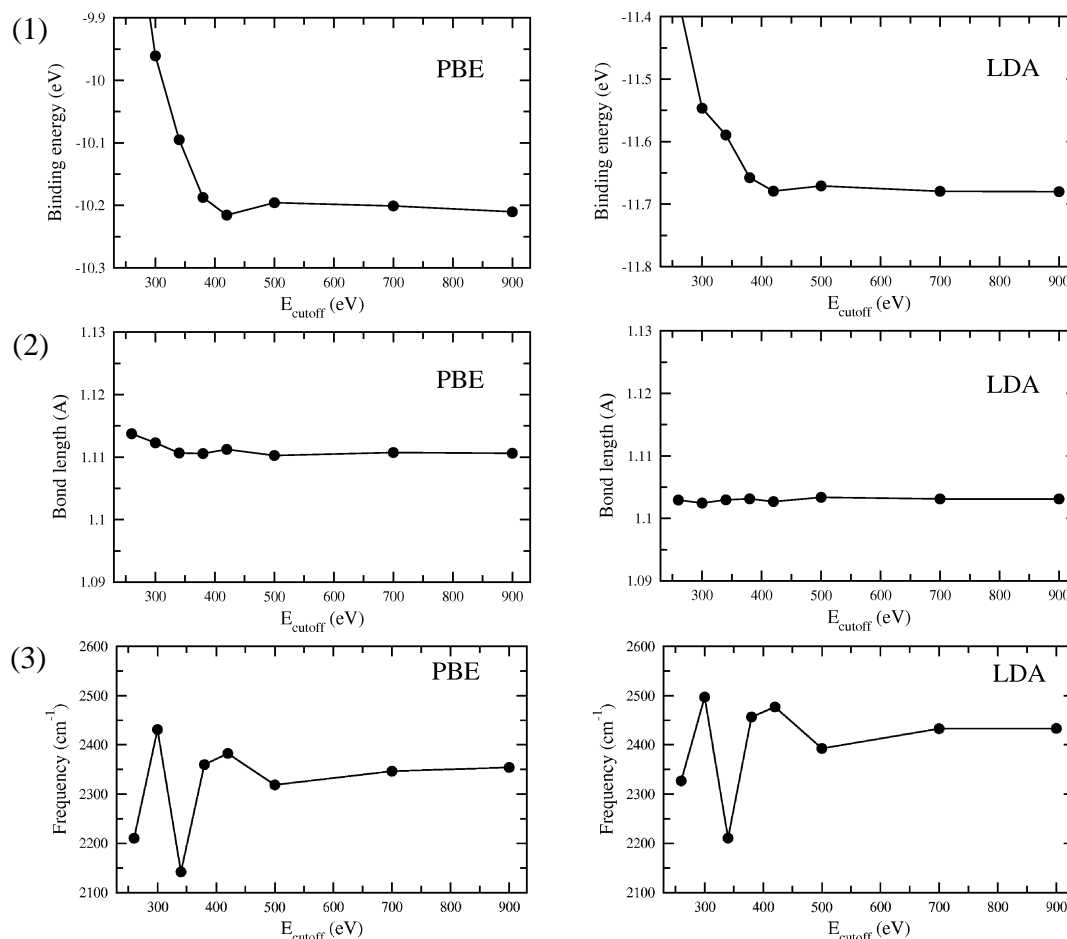 (1)
PBE
Binding energy (eV)
-9.9
-10
-10.1
-10.2
-10.3
300 400 500 600 700 800 900
E_cutoff (eV)
LDA
Binding energy (eV)
-11.4
-11.5
-11.6
-11.7
-11.8
300 400 500 600 700 800 900
E_cutoff (eV)
(2)
PBE
Bond length (A)
1.13
1.12
1.11
1.1
1.09
300 400 500 600 700 800 900
E_cutoff (eV)
LDA
Bond length (A)
1.13
1.12
1.11
1.1
1.09
300 400 500 600 700 800 900
E_cutoff (eV)
(3)
PBE
Frequency (cm⁻¹)
2600
2500
2400
2300
2200
2100
300 400 500 600 700 800 900
E_cutoff (eV)
LDA
Frequency (cm⁻¹)
2600
2500
2400
2300
2200
2100
300 400 500 600 700 800 900
E_cutoff (eV)